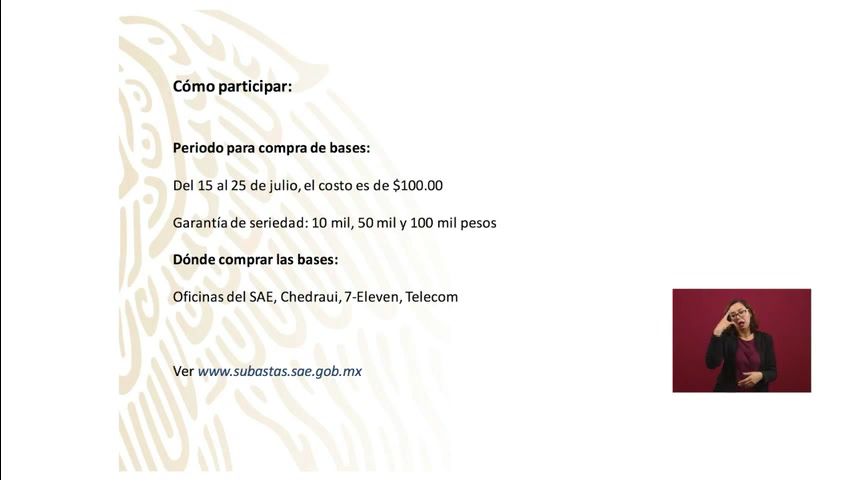 Cómo participar:
Periodo para compra de bases:
Del 15 al 25 de julio, el costo es de $100.00
Garantía de seriedad: 10 mil, 50 mil y 100 mil pesos
Dónde comprar las bases:
Oficinas del SAE, Chedraui, 7-Eleven, Telecom
Ver www.subastas.sae.gob.mx